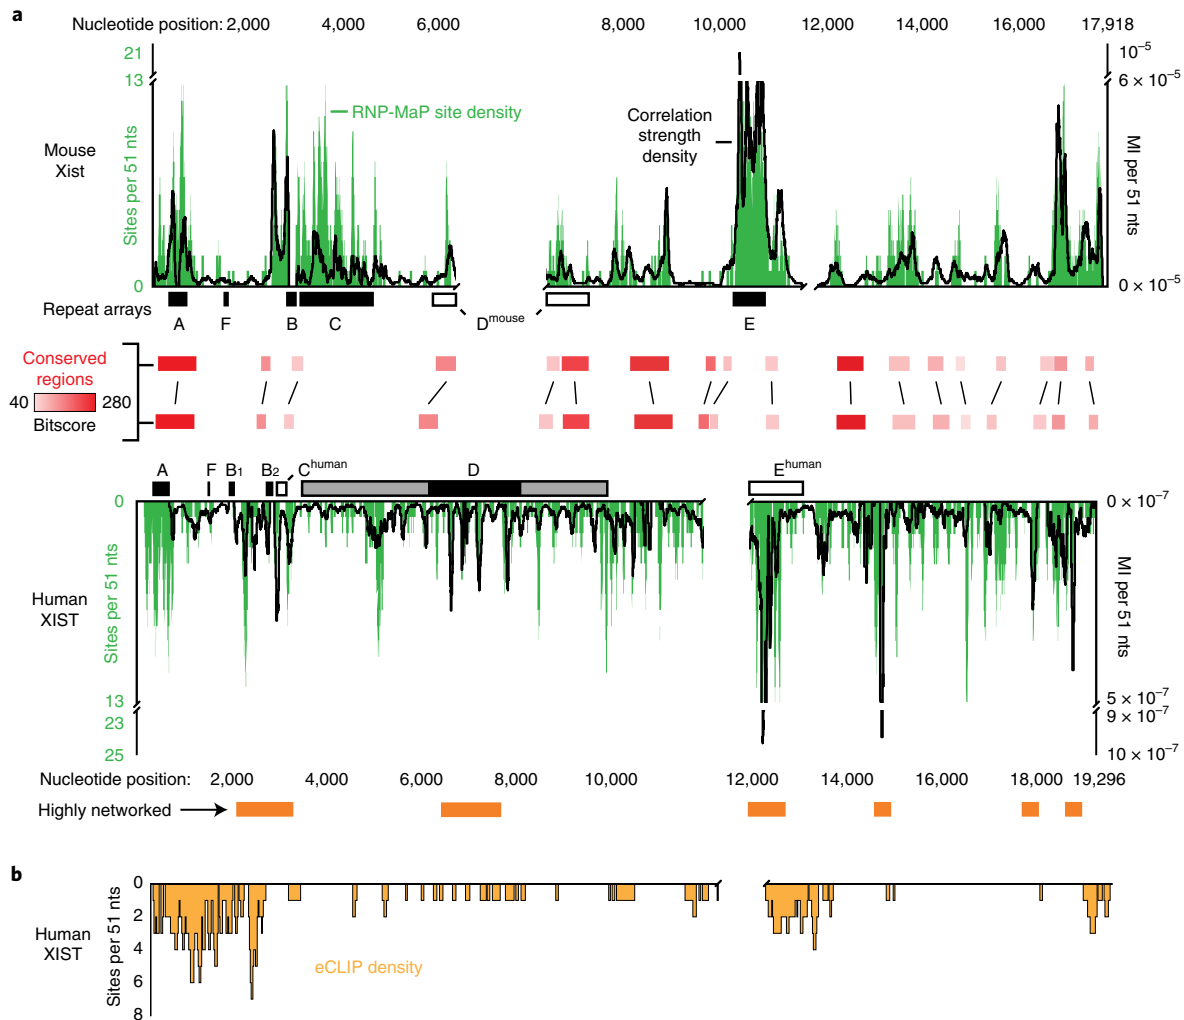 a
Nucleotide position: 2,000 4,000 6,000 8,000 10,000 12,000 14,000 16,000 17,918
21
13
0
Sites per 51 nts
Mouse
Xist
RNP-MaP site density
Correlation
strength
density
10⁻⁵
6 × 10⁻⁵
0 × 10⁻⁵
MI per 51 nts
Repeat arrays
A F B C Dᵐᵒᵘˢᵉ E
Conserved
regions
40 280
Bitscore
A F B1 B2 Cʰᵘᵐᵃⁿ D Eʰᵘᵐᵃⁿ
0
13
23
25
Sites per 51 nts
Human
XIST
0 × 10⁻⁷
5 × 10⁻⁷
9 × 10⁻⁷
10 × 10⁻⁷
MI per 51 nts
Nucleotide position: 2,000 4,000 6,000 8,000 10,000 12,000 14,000 16,000 18,000 19,296
Highly networked
b
0
2
4
6
8
Sites per 51 nts
Human
XIST
eCLIP density